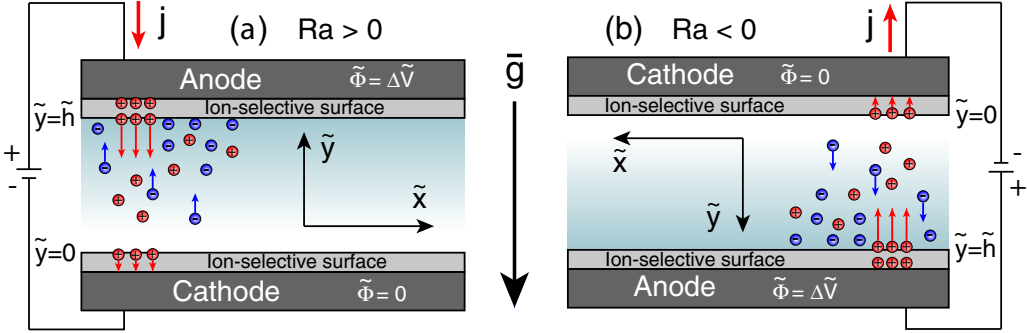 j (a) Ra > 0
Anode Φ̃ = ΔṼ
Ion-selective surface
ỹ=h̃
+
-
ỹ
x̃
ỹ=0
Ion-selective surface
Cathode Φ̃ = 0
ḡ
(b) Ra < 0 j
Cathode Φ̃ = 0
Ion-selective surface
ỹ=0
x̃
ỹ
-
+
ỹ=h̃
Ion-selective surface
Anode Φ̃ = ΔṼ